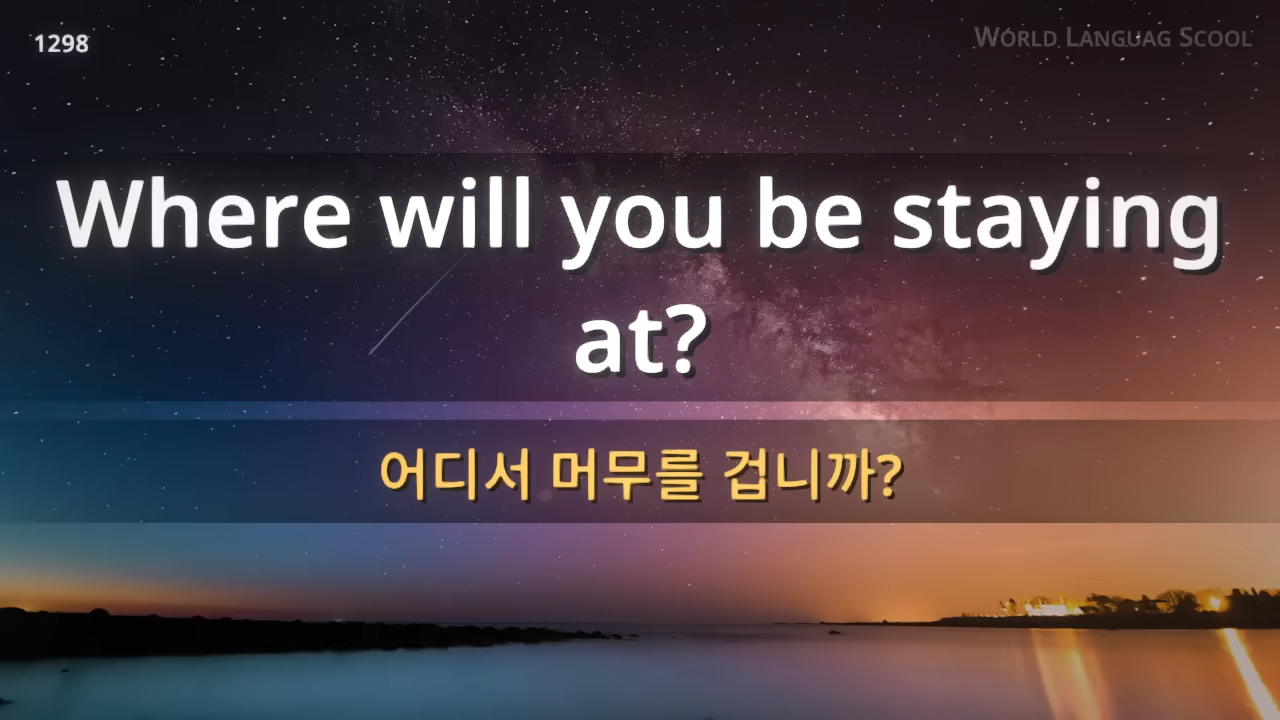 1298
World Languag Scool
Where will you be staying
at?
어디서 머무를 겁니까?